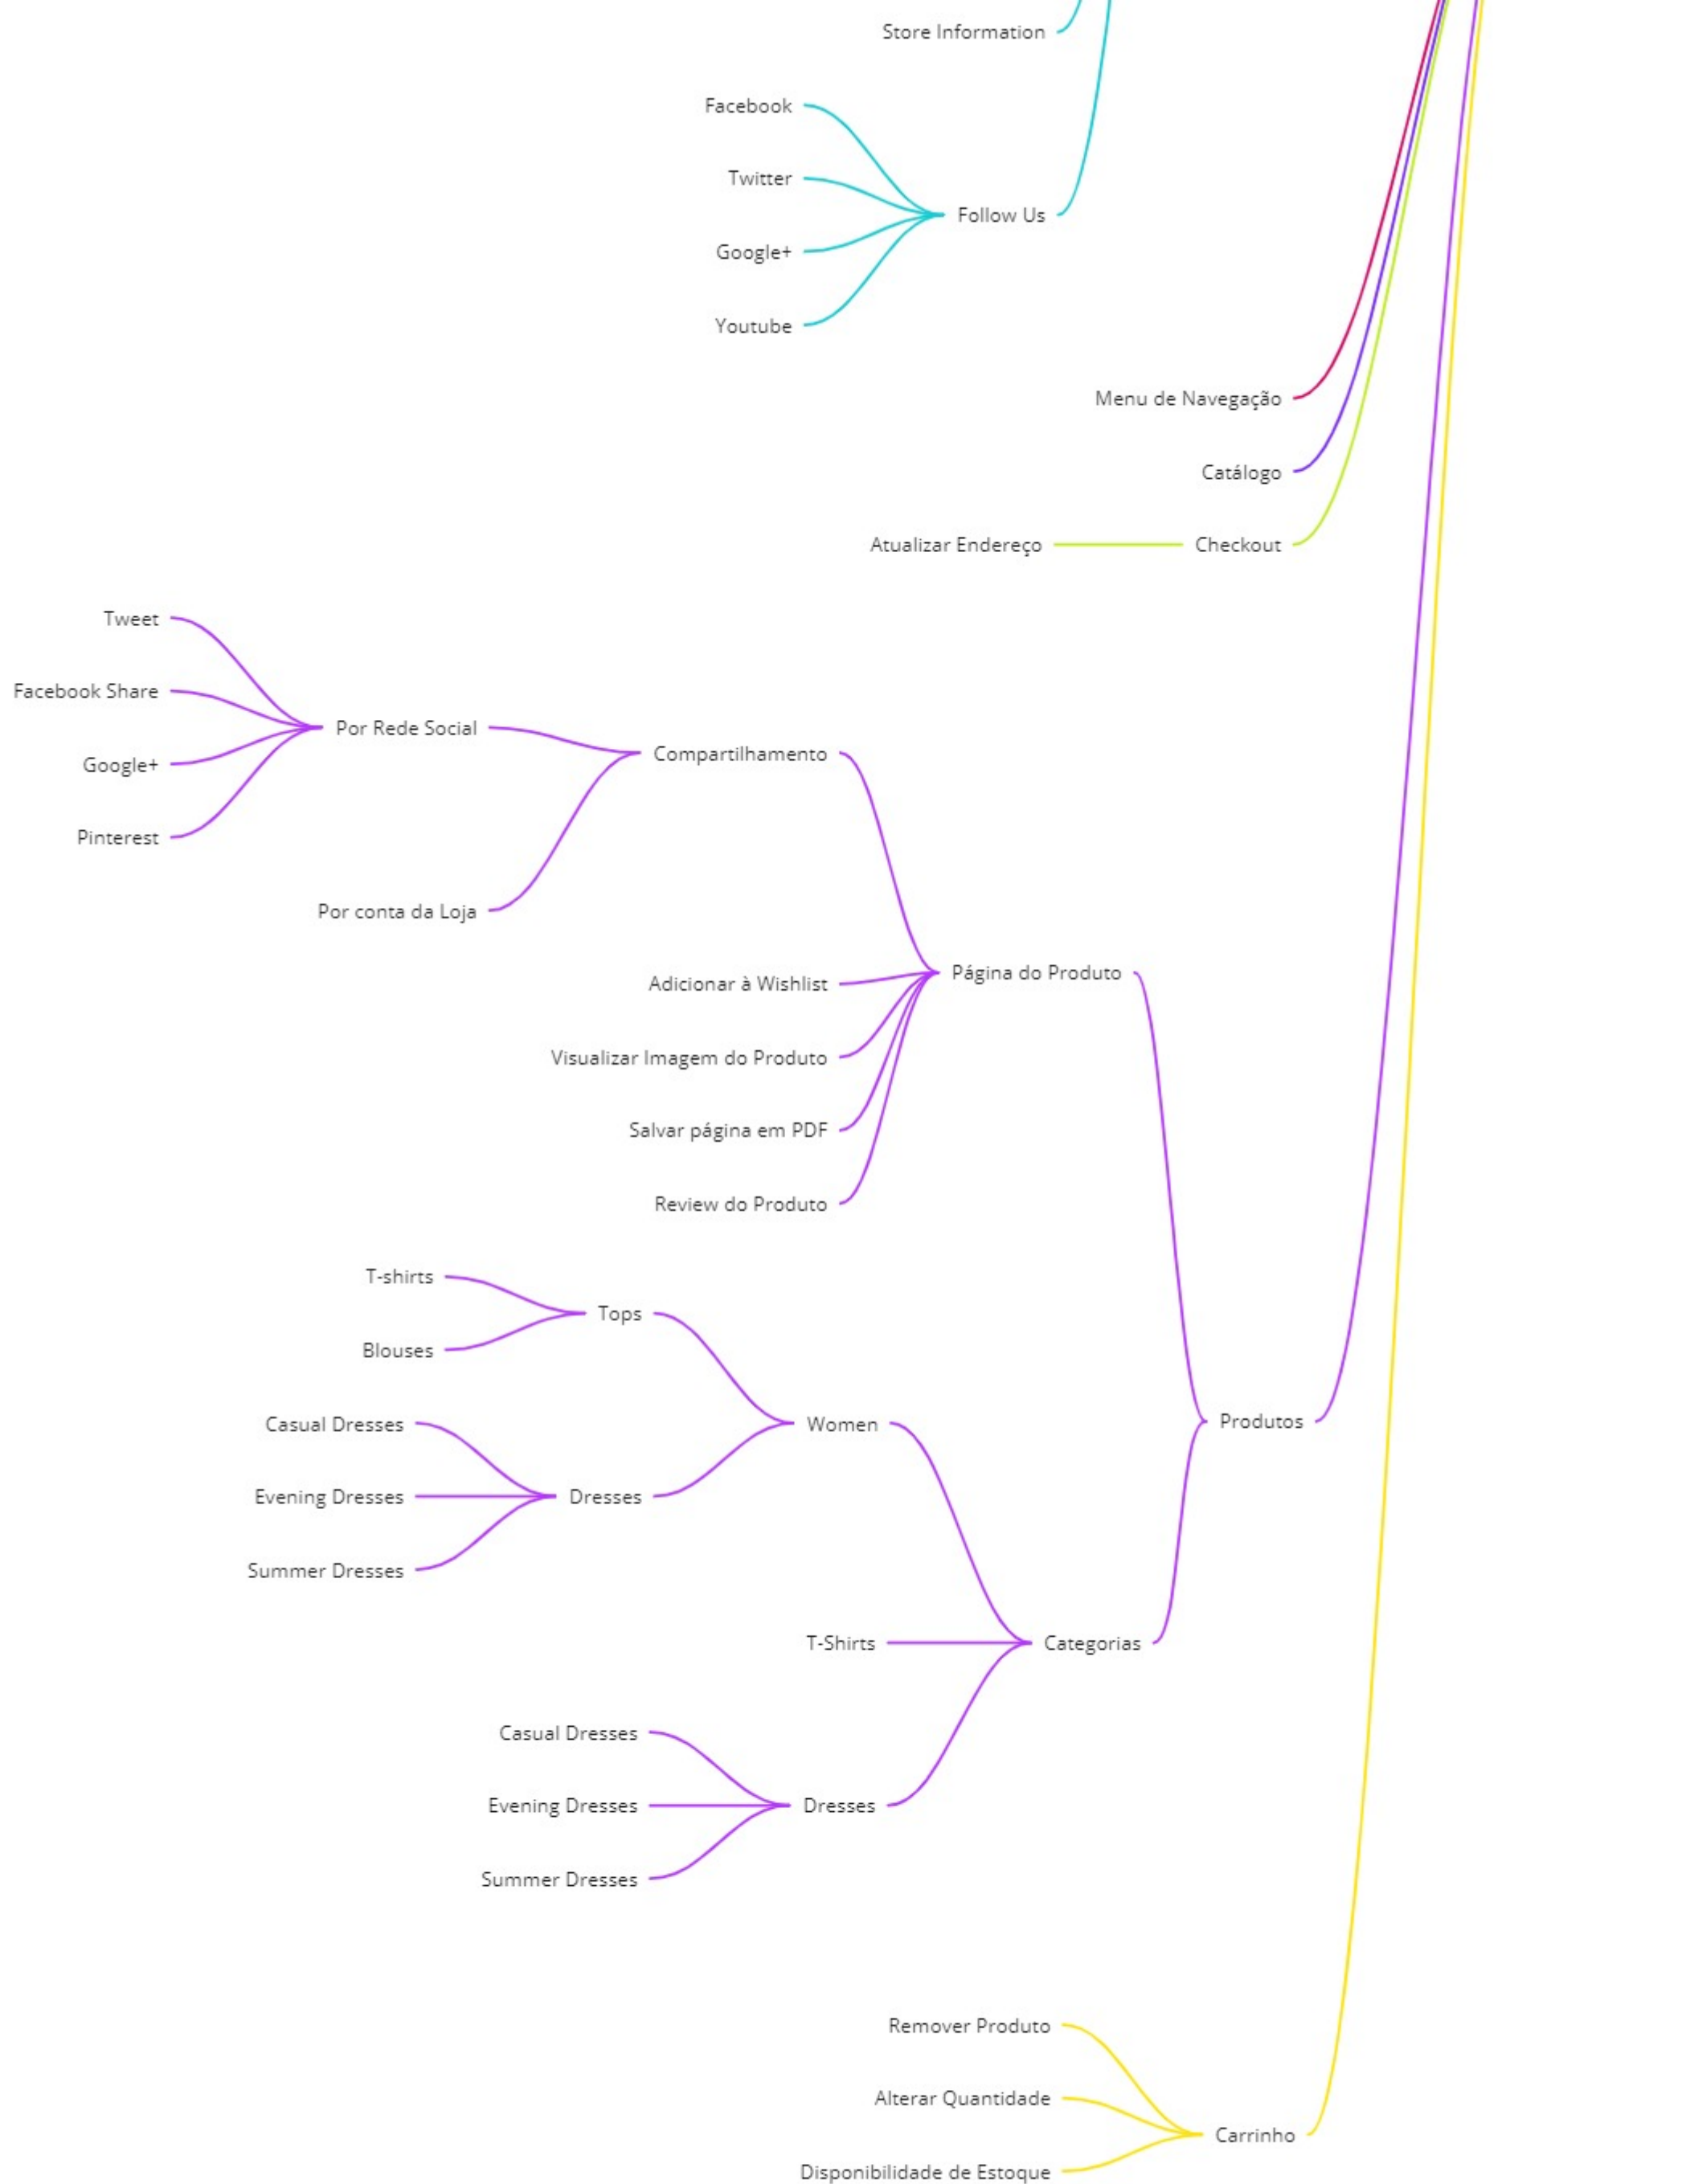 Store Information
Facebook
Twitter
Follow Us
Google+
Youtube
Menu de Navegação
Catálogo
Atualizar Endereço
Checkout
Tweet
Facebook Share
Por Rede Social
Compartilhamento
Google+
Pinterest
Por conta da Loja
Página do Produto
Adicionar à Wishlist
Visualizar Imagem do Produto
Salvar página em PDF
Review do Produto
T-shirts
Tops
Blouses
Casual Dresses
Women
Produtos
Evening Dresses
Dresses
Summer Dresses
T-Shirts
Categorias
Casual Dresses
Evening Dresses
Dresses
Summer Dresses
Remover Produto
Alterar Quantidade
Carrinho
Disponibilidade de Estoque